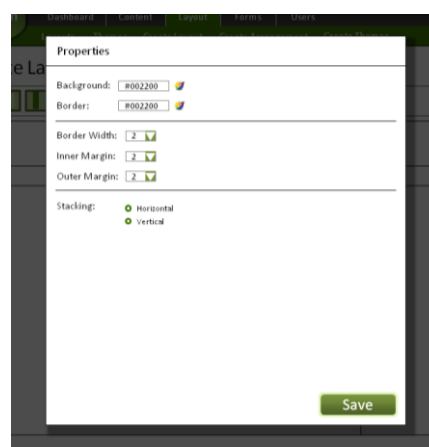 Dashboard Content Layout Forms Users
Properties
Background: #002200
Border: #002200
Border Width: 2
Inner Margin: 2
Outer Margin: 2
Stacking: Horizontal
Vertical
Save